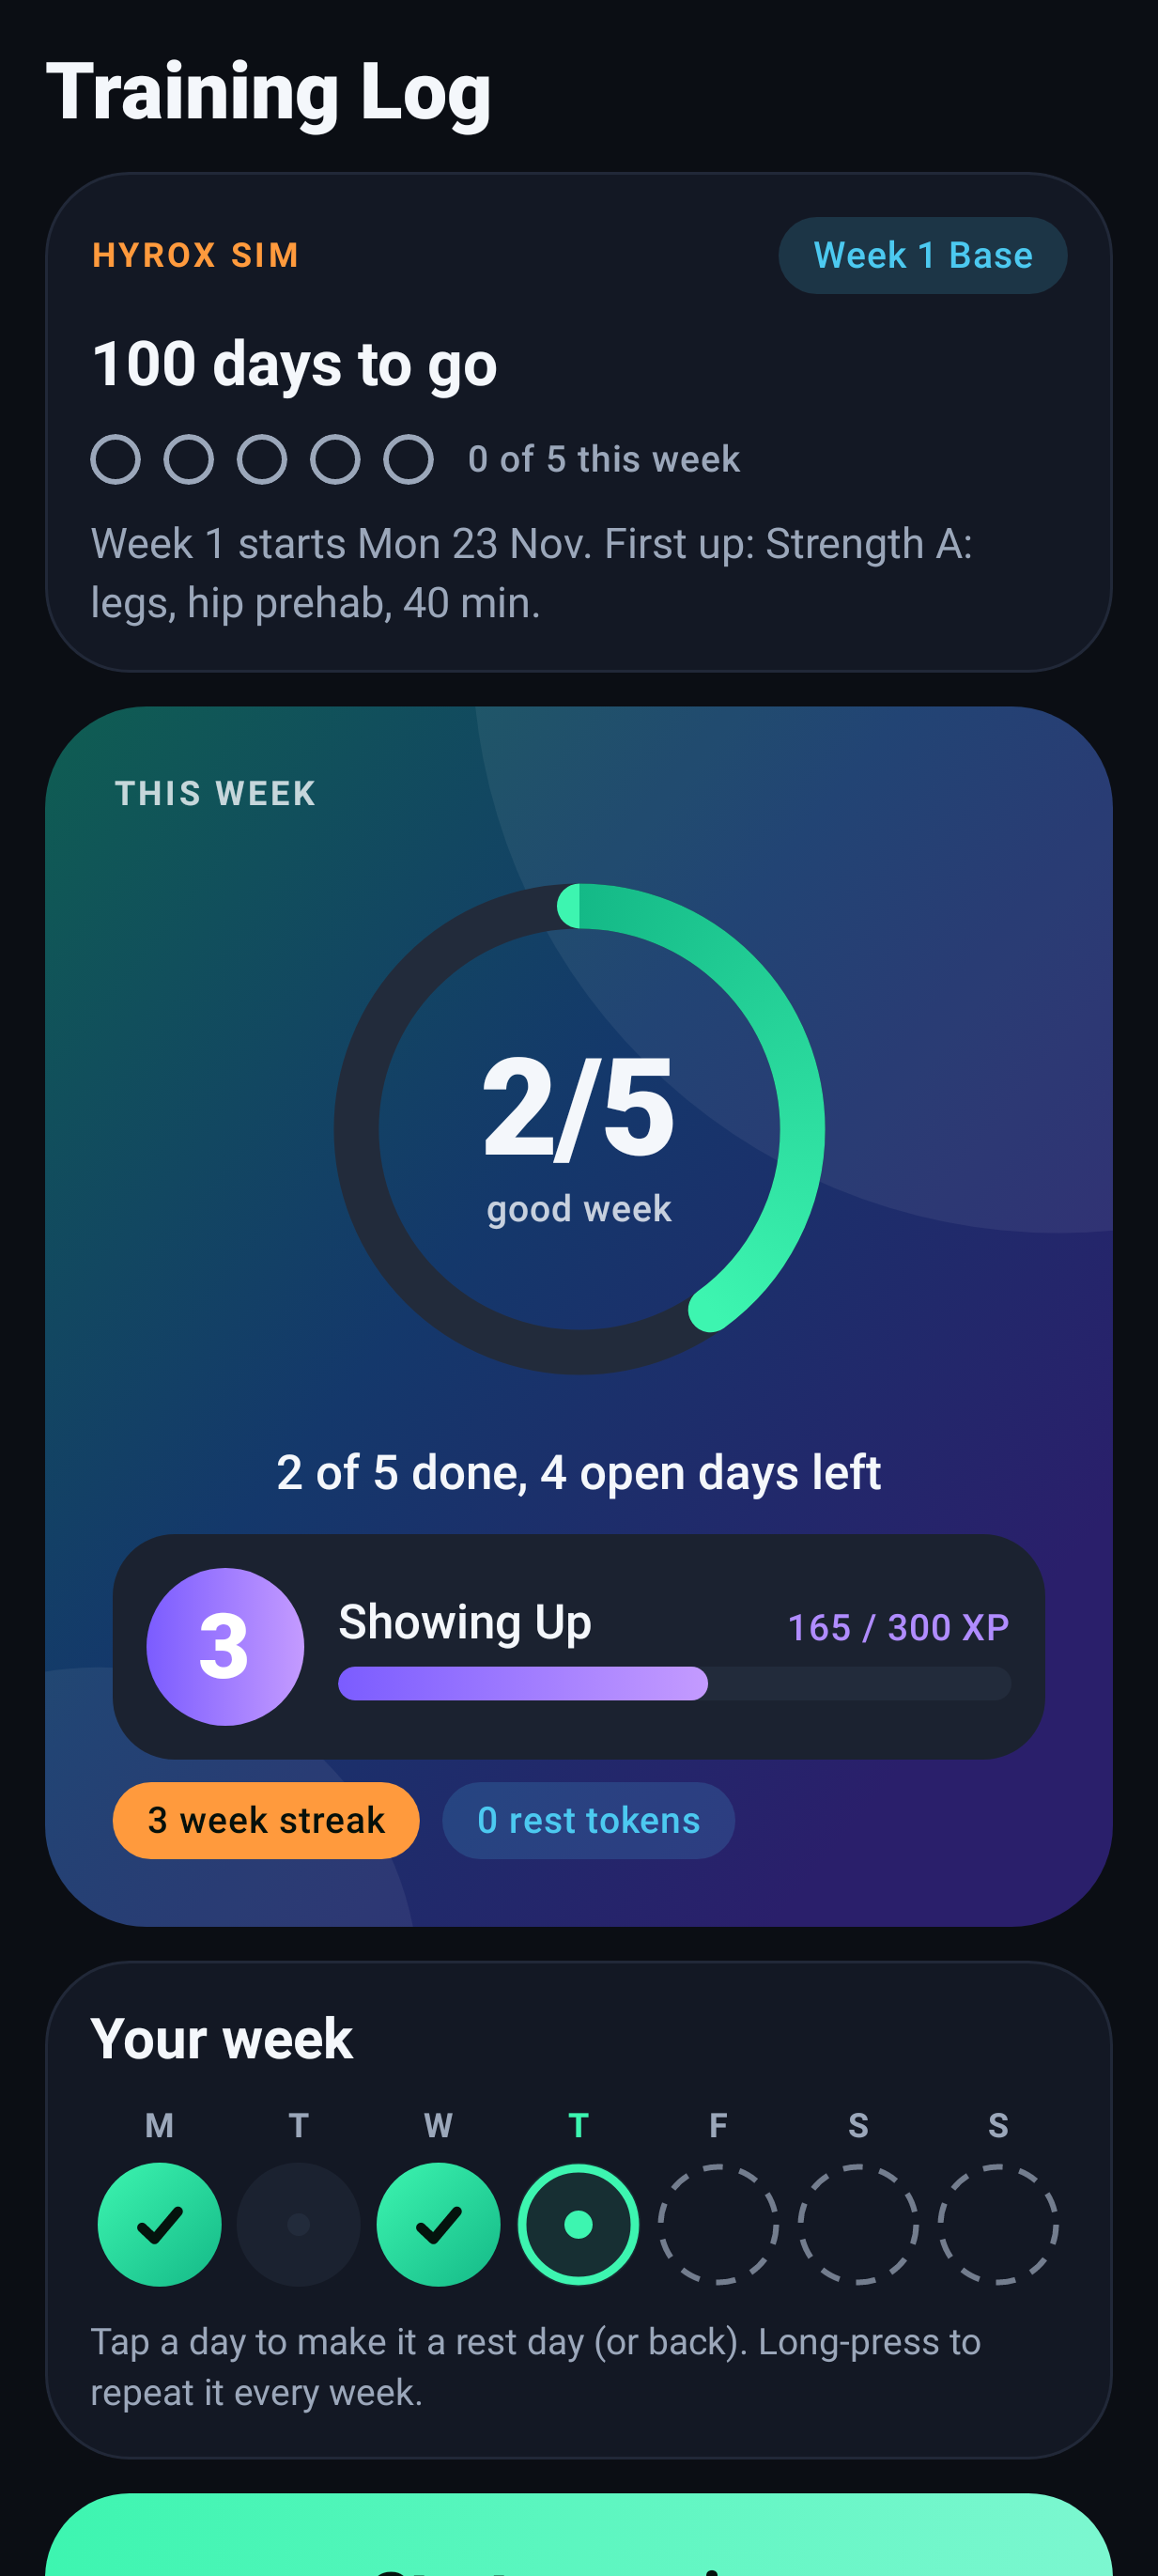 Training Log
HYROX SIM
Week 1 Base
100 days to go
0 of 5 this week
Week 1 starts Mon 23 Nov. First up: Strength A:
legs, hip prehab, 40 min.
THIS WEEK
2/5
good week
2 of 5 done, 4 open days left
3
Showing Up
165 / 300 XP
3 week streak
0 rest tokens
Your week
M T W T F S S
Tap a day to make it a rest day (or back). Long-press to
repeat it every week.